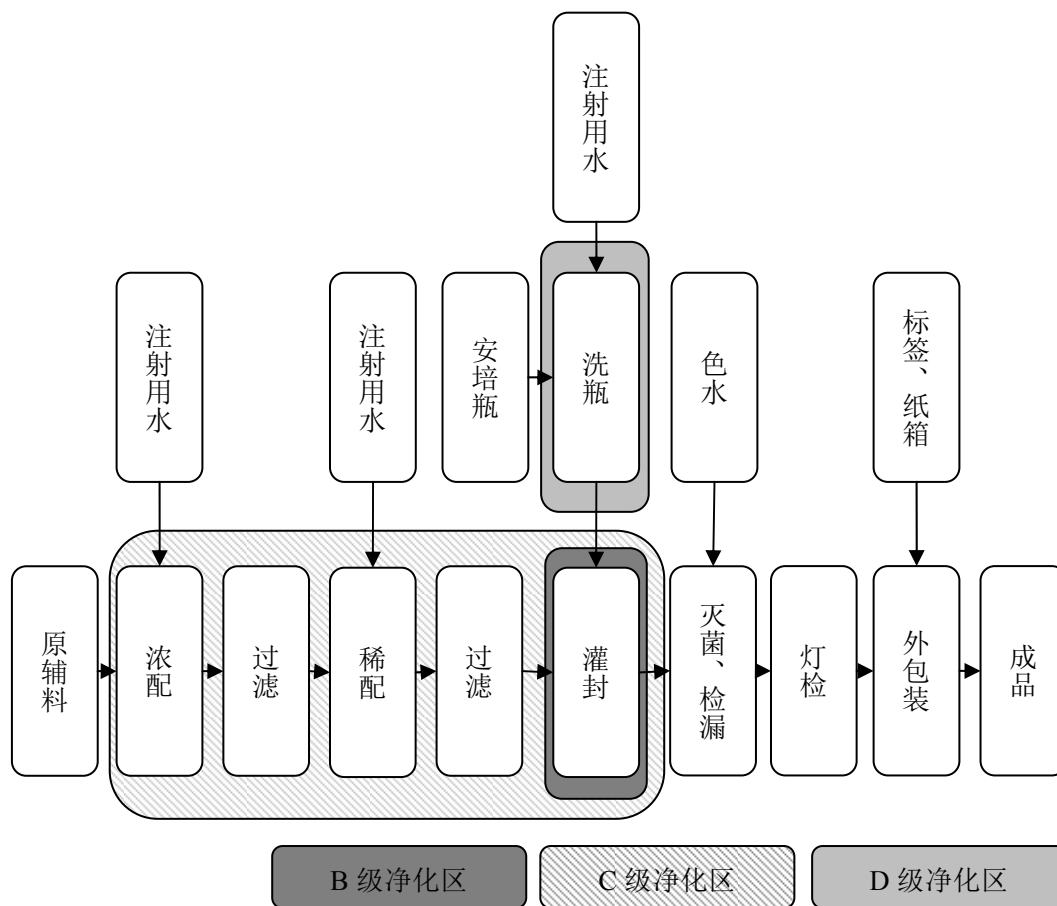 注射用水
注射用水
注射用水
安培瓶
洗瓶
色水
标签、纸箱
原辅料
浓配
过滤
稀配
过滤
灌封
灭菌、检漏
灯检
外包装
成品
B 级净化区
C 级净化区
D 级净化区